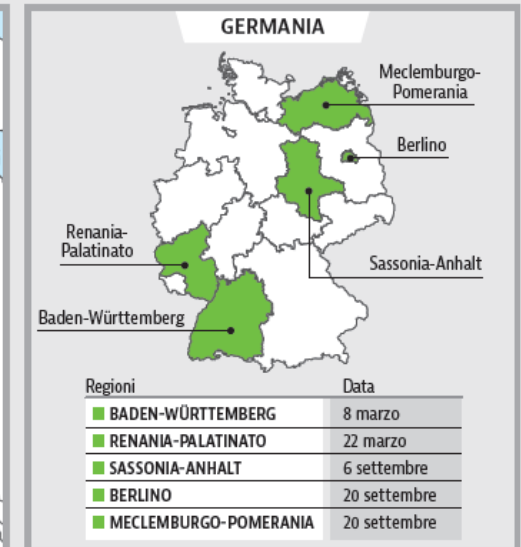 GERMANIA
Meclemburgo-
Pomerania
Berlino
Renania-
Palatinato
Sassonia-Anhalt
Baden-Württemberg
Regioni Data
BADEN-WÜRTTEMBERG 8 marzo
RENANIA-PALATINATO 22 marzo
SASSONIA-ANHALT 6 settembre
BERLINO 20 settembre
MECLEMBURGO-POMERANIA 20 settembre